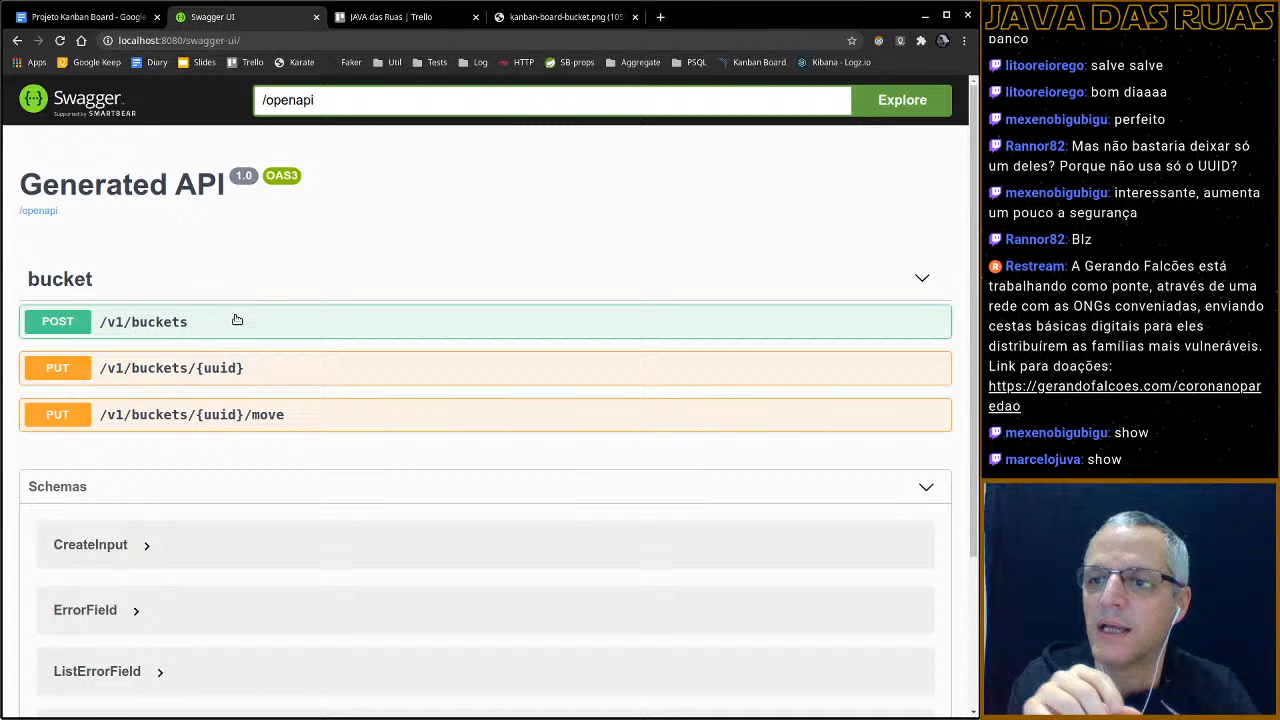 Projeto Kanban Board - Google
Swagger UI
JAVA das Ruas | Trello
kanban-board-bucket.png (105
localhost:8080/swagger-ui/
Apps
Google Keep
Diary
Slides
Trello
Karate
Faker
Util
Tests
Log
HTTP
SB-props
Aggregate
PSQL
Kanban Board
Kibana - Logz.io
Swagger
Supported by SMARTBEAR
/openapi
Explore
Generated API 1.0 OAS3
/openapi
bucket
POST /v1/buckets
PUT /v1/buckets/{uuid}
PUT /v1/buckets/{uuid}/move
Schemas
CreateInput
ErrorField
ListErrorField
JAVA DAS RUAS
banco
litooreiorego: salve salve
litooreiorego: bom diaaaa
mexenobigubigu: perfeito
Rannor82: Mas não bastaria deixar só
um deles? Porque não usa só o UUID?
mexenobigubigu: interessante, aumenta
um pouco a segurança
Rannor82: Blz
Restream: A Gerando Falcões está
trabalhando como ponte, através de uma
rede com as ONGs conveniadas, enviando
cestas básicas digitais para eles
distribuírem as famílias mais vulneráveis.
Link para doações:
https://gerandofalcoes.com/coronanopar
edao
mexenobigubigu: show
marcelojuva: show